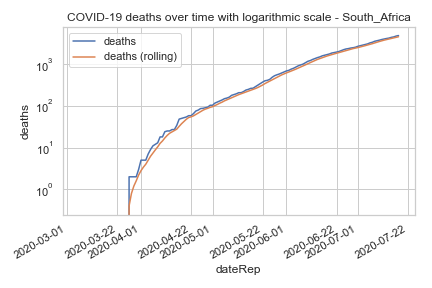 COVID-19 deaths over time with logarithmic scale - South_Africa
deaths
deaths (rolling)
10³
10²
10¹
10⁰
deaths
2020-03-01
2020-03-22
2020-04-01
2020-04-22
2020-05-01
2020-05-22
2020-06-01
2020-06-22
2020-07-01
2020-07-22
dateRep